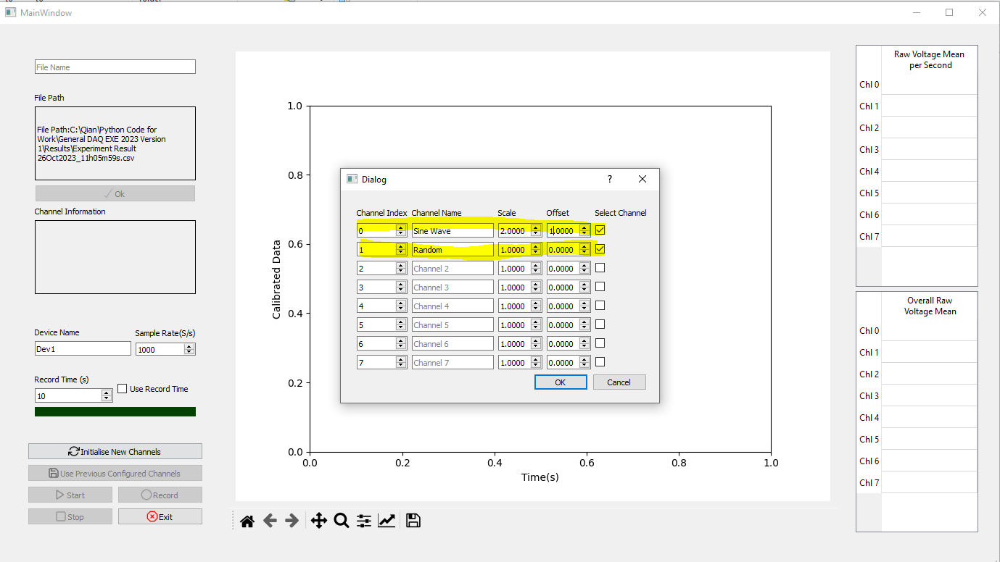 MainWindow
File Name
File Path
File Path:C:\Qian\Python Code for
Work\General DAQ EXE 2023 Version
1\Results\Experiment Result
26Oct2023_11h05m59s.csv
Ok
Channel Information
Device Name
Sample Rate(S/s)
Dev1
1000
Record Time (s)
10
Use Record Time
Initialise New Channels
Use Previous Configured Channels
Start
Record
Stop
Exit
1.0
0.8
0.6
0.4
0.2
0.0
Calibrated Data
0.0 0.2 0.4 0.6 0.8 1.0
Time(s)
Dialog
?
Channel Index Channel Name Scale Offset Select Channel
0 Sine Wave 2.0000 1.0000
1 Random 1.0000 0.0000
2 Channel 2 1.0000 0.0000
3 Channel 3 1.0000 0.0000
4 Channel 4 1.0000 0.0000
5 Channel 5 1.0000 0.0000
6 Channel 6 1.0000 0.0000
7 Channel 7 1.0000 0.0000
OK Cancel
Raw Voltage Mean
per Second
Chl 0
Chl 1
Chl 2
Chl 3
Chl 4
Chl 5
Chl 6
Chl 7
Overall Raw
Voltage Mean
Chl 0
Chl 1
Chl 2
Chl 3
Chl 4
Chl 5
Chl 6
Chl 7